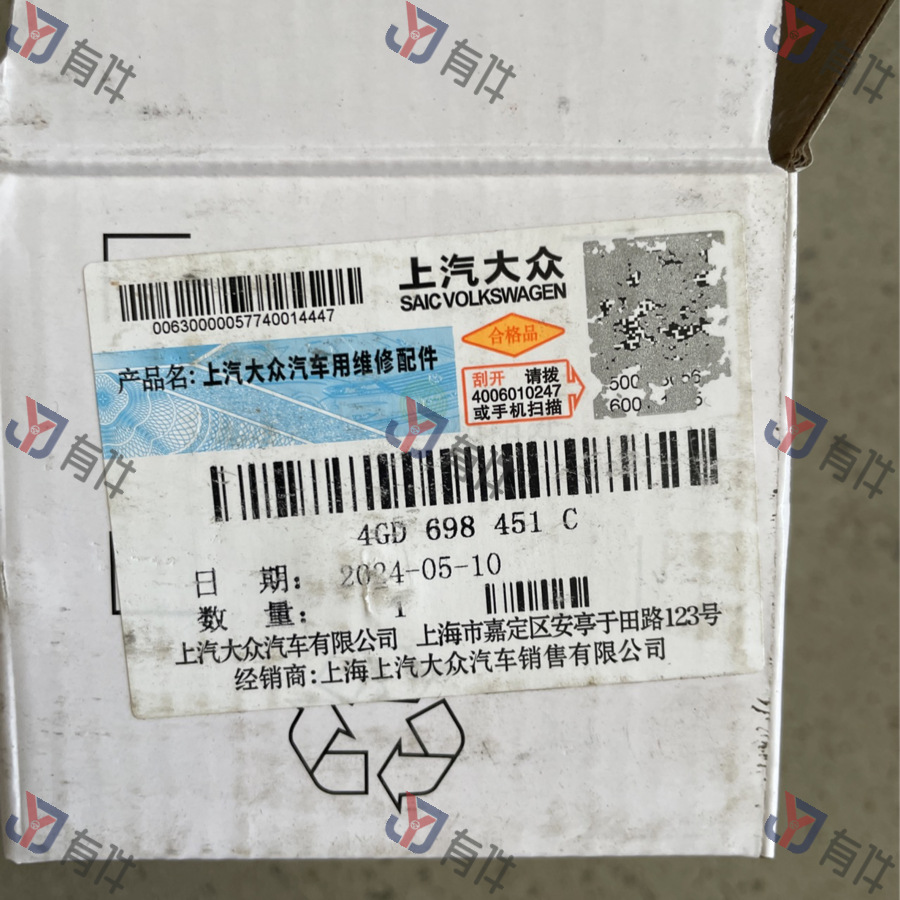 上汽大众
SAIC VOLKSWAGEN
00630000057740014447
合格品
产品名: 上汽大众汽车用维修配件
刮开 请拨
4006010247
或手机扫描
4GD 698 451 C
日 期: 2024-05-10
数 量: 1
上汽大众汽车有限公司 上海市嘉定区安亭于田路123号
经销商: 上海上汽大众汽车销售有限公司
有件
有件
有件
有件
有件
有件
有件
有件
有件